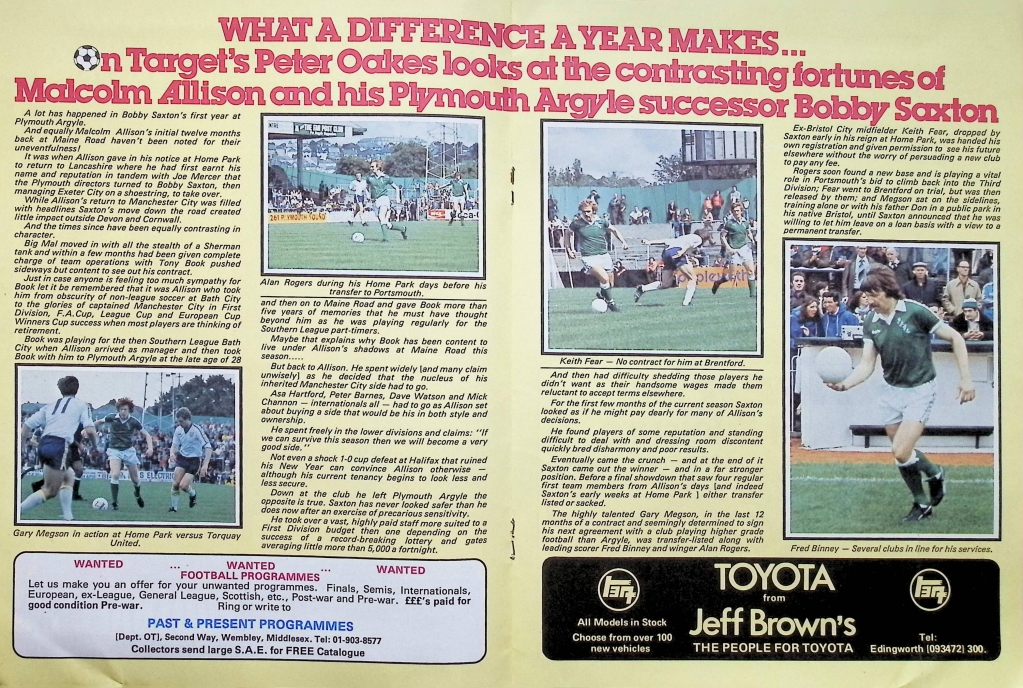 WHAT A DIFFERENCE A YEAR MAKES...
On Target's Peter Oakes looks at the contrasting fortunes of
Malcolm Allison and his Plymouth Argyle successor Bobby Saxton
A lot has happened in Bobby Saxton's first year at
Plymouth Argyle.
And equally Malcolm Allison's initial twelve months
back at Maine Road haven't been noted for their
uneventfulness!
It was when Allison gave in his notice at Home Park
to return to Lancashire where he had first earnt his
name and reputation in tandem with Joe Mercer that
the Plymouth directors turned to Bobby Saxton, then
managing Exeter City on a shoestring, to take over.
While Allison's return to Manchester City was filled
with headlines Saxton's move down the road created
little impact outside Devon and Cornwall.
And the times since have been equally contrasting in
character.
Big Mal moved in with all the stealth of a Sherman
tank and within a few months had been given complete
charge of team operations with Tony Book pushed
sideways but content to see out his contract.
Just in case anyone is feeling too much sympathy for
Book let it be remembered that it was Allison who took
him from obscurity of non-league soccer at Bath City
to the glories of captained Manchester City in First
Division, F.A.Cup, League Cup and European Cup
Winners Cup success when most players are thinking of
retirement.
Book was playing for the then Southern League Bath
City when Allison arrived as manager and then took
Book with him to Plymouth Argyle at the late age of 28
Gary Megson in action at Home Park versus Torquay
United.
THE FAR POST CLUB
261 PLYMOUTH SOUND
Alan Rogers during his Home Park days before his
transfer to Portsmouth.
and then on to Maine Road and gave Book more than
five years of memories that he must have thought
beyond him as he was playing regularly for the
Southern League part-timers.
Maybe that explains why Book has been content to
live under Allison's shadows at Maine Road this
season.....
But back to Allison. He spent widely (and many claim
unwisely) as he decided that the nucleus of his
inherited Manchester City side had to go.
Asa Hartford, Peter Barnes, Dave Watson and Mick
Channon — internationals all — had to go as Allison set
about buying a side that would be his in both style and
ownership.
He spent freely in the lower divisions and claims: "If
we can survive this season then we will become a very
good side."
Not even a shock 1-0 cup defeat at Halifax that ruined
his New Year can convince Allison otherwise —
although his current tenancy begins to look less and
less secure.
Down at the club he left Plymouth Argyle the
opposite is true. Saxton has never looked safer than he
does now after an exercise of precarious sensitivity.
He took over a vast, highly paid staff more suited to a
First Division budget then one depending on the
success of a record-breaking lottery and gates
averaging little more than 5,000 a fortnight.
Keith Fear — No contract for him at Brentford.
And then had difficulty shedding those players he
didn't want as their handsome wages made them
reluctant to accept terms elsewhere.
For the first few months of the current season Saxton
looked as if he might pay dearly for many of Allison's
decisions.
He found players of some reputation and standing
difficult to deal with and dressing room discontent
quickly bred disharmony and poor results.
Eventually came the crunch — and at the end of it
Saxton came out the winner — and in a far stronger
position. Before a final showdown that saw four regular
first team members from Allison's days (and indeed
Saxton's early weeks at Home Park ) either transfer
listed or sacked.
The highly talented Gary Megson, in the last 12
months of a contract and seemingly determined to sign
his next agreement with a club playing higher grade
football than Argyle, was transfer-listed along with
leading scorer Fred Binney and winger Alan Rogers.
Ex-Bristol City midfielder Keith Fear, dropped by
Saxton early in his reign at Home Park, was handed his
own registration and given permission to see his future
elsewhere without the worry of persuading a new club
to pay any fee.
Rogers soon found a new base and is playing a vital
role in Portsmouth's bid to climb back into the Third
Division; Fear went to Brentford on trial, but was then
released by them; and Megson sat on the sidelines,
training alone or with his father Don in a public park in
his native Bristol, until Saxton announced that he was
willing to let him leave on a loan basis with a view to a
permanent transfer.
Fred Binney — Several clubs in line for his services.
WANTED ... WANTED ... WANTED
FOOTBALL PROGRAMMES
Let us make you an offer for your unwanted programmes. Finals, Semis, Internationals,
European, ex-League, General League, Scottish, etc., Post-war and Pre-war. £££'s paid for
good condition Pre-war. Ring or write to
PAST & PRESENT PROGRAMMES
(Dept. OT), Second Way, Wembley, Middlesex. Tel: 01-903-8577
Collectors send large S.A.E. for FREE Catalogue
TOYOTA
from
Jeff Brown's
THE PEOPLE FOR TOYOTA
All Models in Stock
Choose from over 100
new vehicles
Tel:
Edingworth (093472) 300.